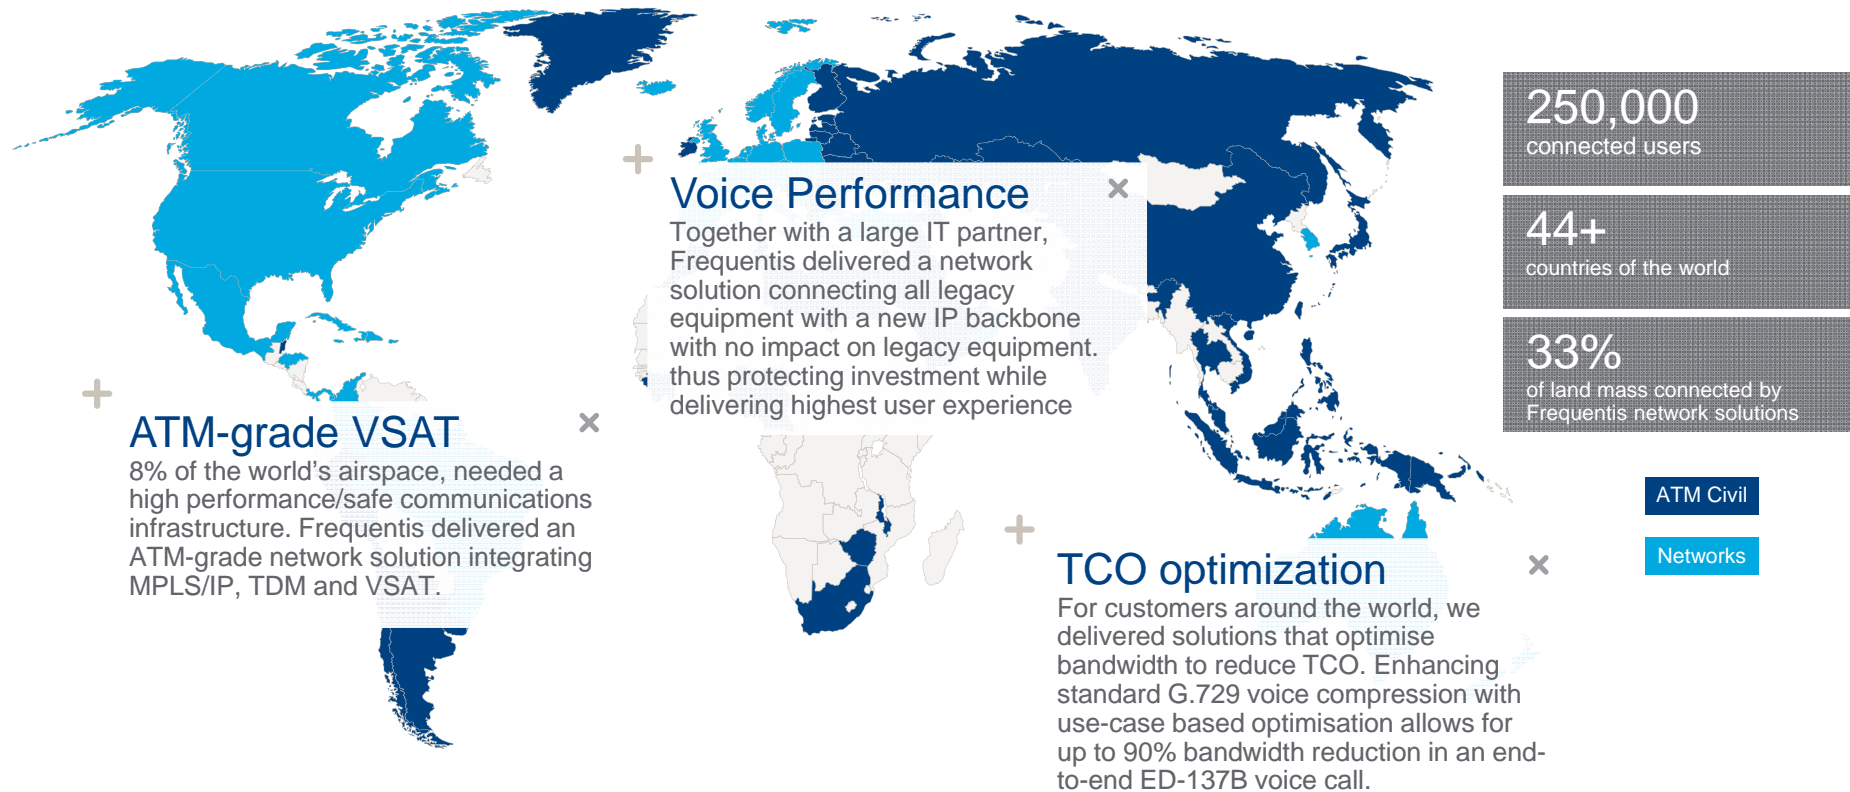 250,000
connected users
44+
countries of the world
33%
of land mass connected by
Frequentis network solutions
Voice Performance
Together with a large IT partner,
Frequentis delivered a network
solution connecting all legacy
equipment with a new IP backbone
with no impact on legacy equipment.
thus protecting investment while
delivering highest user experience
ATM-grade VSAT
8% of the world’s airspace, needed a
high performance/safe communications
infrastructure. Frequentis delivered an
ATM-grade network solution integrating
MPLS/IP, TDM and VSAT.
ATM Civil
Networks
TCO optimization
For customers around the world, we
delivered solutions that optimise
bandwidth to reduce TCO. Enhancing
standard G.729 voice compression with
use-case based optimisation allows for
up to 90% bandwidth reduction in an end-
to-end ED-137B voice call.